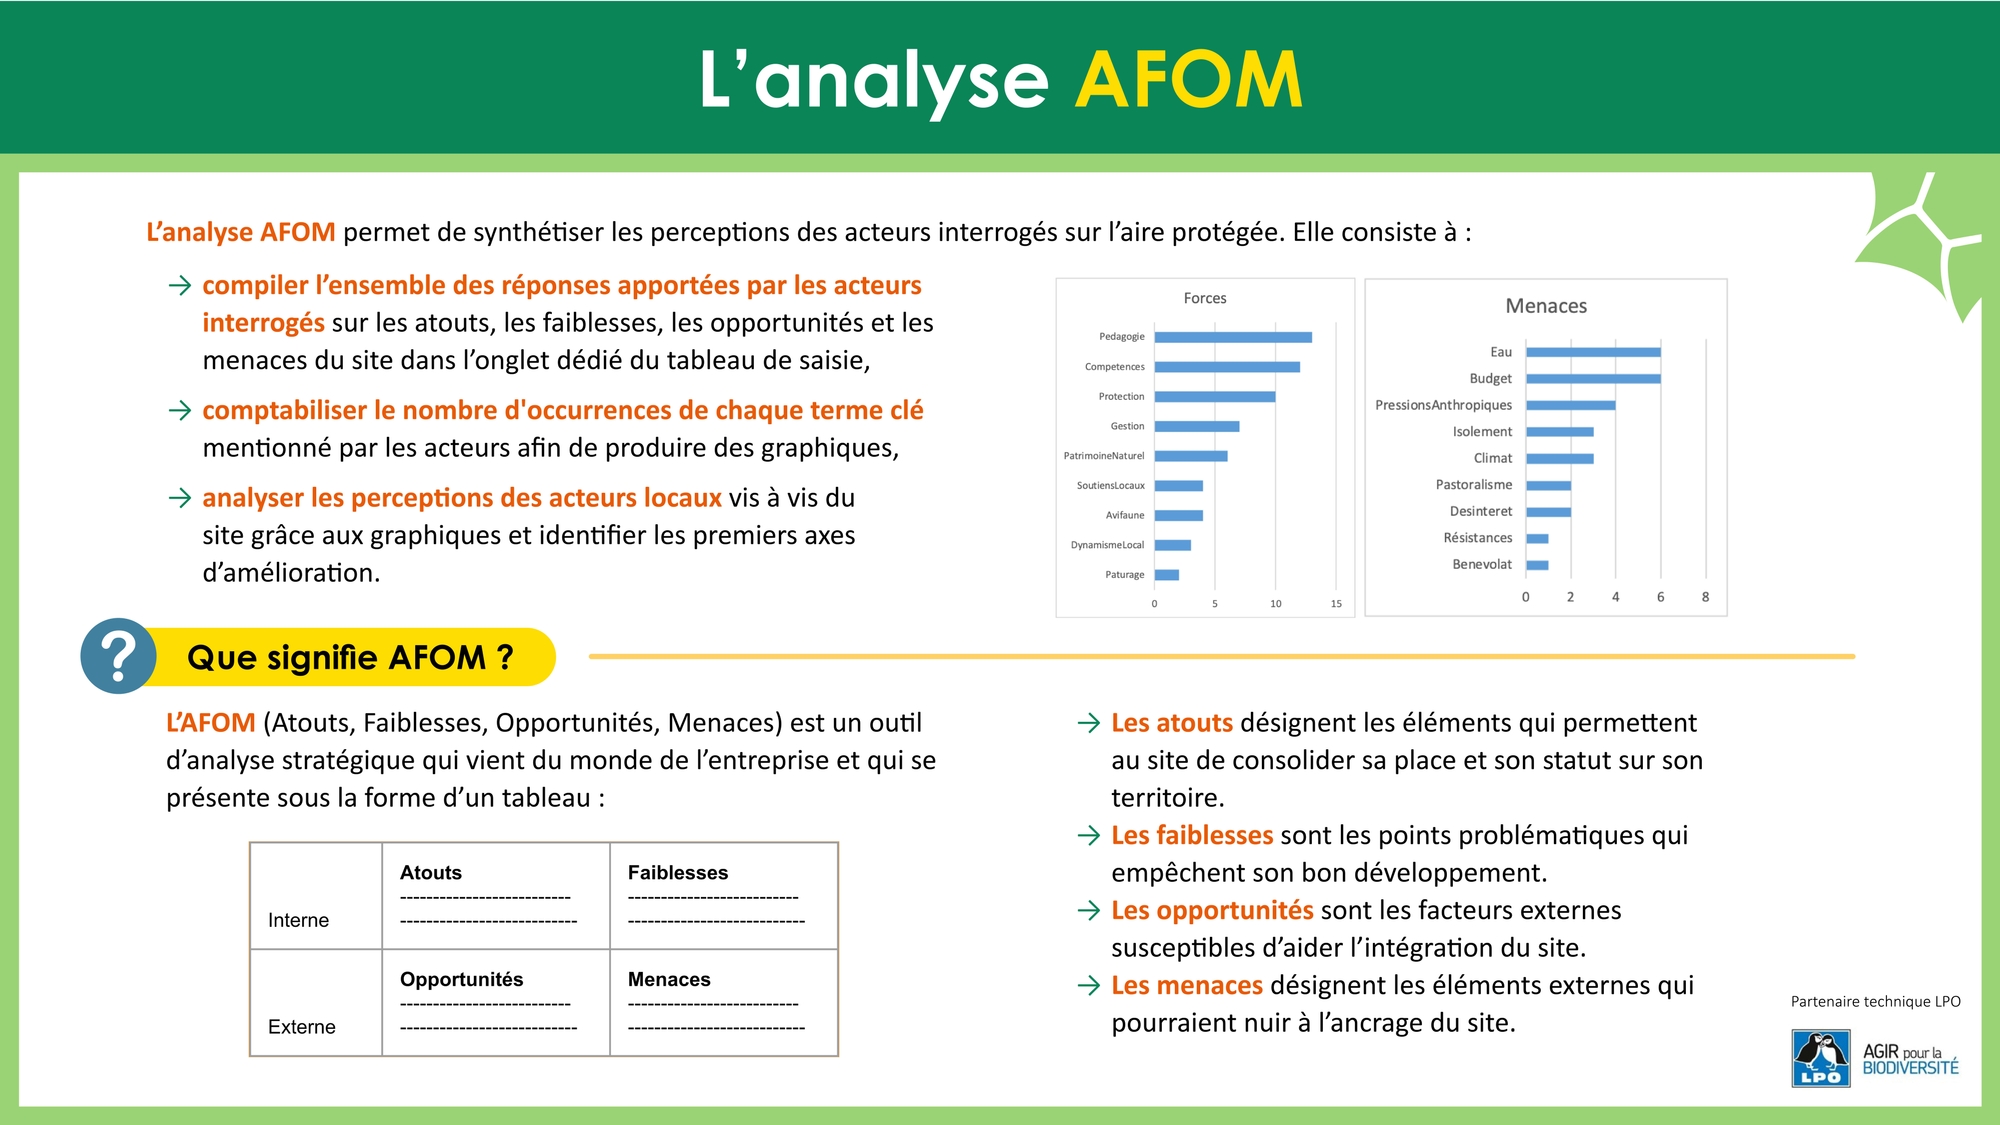 L’analyse AFOM
L’analyse AFOM permet de synthétiser les perceptions des acteurs interrogés sur l’aire protégée. Elle consiste à :
→ compiler l’ensemble des réponses apportées par les acteurs
interrogés sur les atouts, les faiblesses, les opportunités et les
menaces du site dans l’onglet dédié du tableau de saisie,
→ comptabiliser le nombre d'occurrences de chaque terme clé
mentionné par les acteurs afin de produire des graphiques,
→ analyser les perceptions des acteurs locaux vis à vis du
site grâce aux graphiques et identifier les premiers axes
d’amélioration.
Forces
Pedagogie
Competences
Protection
Gestion
PatrimoineNaturel
SoutiensLocaux
Avifaune
DynamismeLocal
Paturage
0 5 10 15
Menaces
Eau
Budget
PressionsAnthropiques
Isolement
Climat
Pastoralisme
Desinteret
Résistances
Benevolat
0 2 4 6 8
? Que signifie AFOM ?
L’AFOM (Atouts, Faiblesses, Opportunités, Menaces) est un outil
d’analyse stratégique qui vient du monde de l’entreprise et qui se
présente sous la forme d’un tableau :
Atouts Faiblesses
--------------------------- ---------------------------
Interne ---------------------------- ----------------------------
Opportunités Menaces
--------------------------- ---------------------------
Externe ---------------------------- ----------------------------
→ Les atouts désignent les éléments qui permettent
au site de consolider sa place et son statut sur son
territoire.
→ Les faiblesses sont les points problématiques qui
empêchent son bon développement.
→ Les opportunités sont les facteurs externes
susceptibles d’aider l’intégration du site.
→ Les menaces désignent les éléments externes qui
pourraient nuir à l’ancrage du site.
Partenaire technique LPO
LPO
AGIR pour la
BIODIVERSITÉ